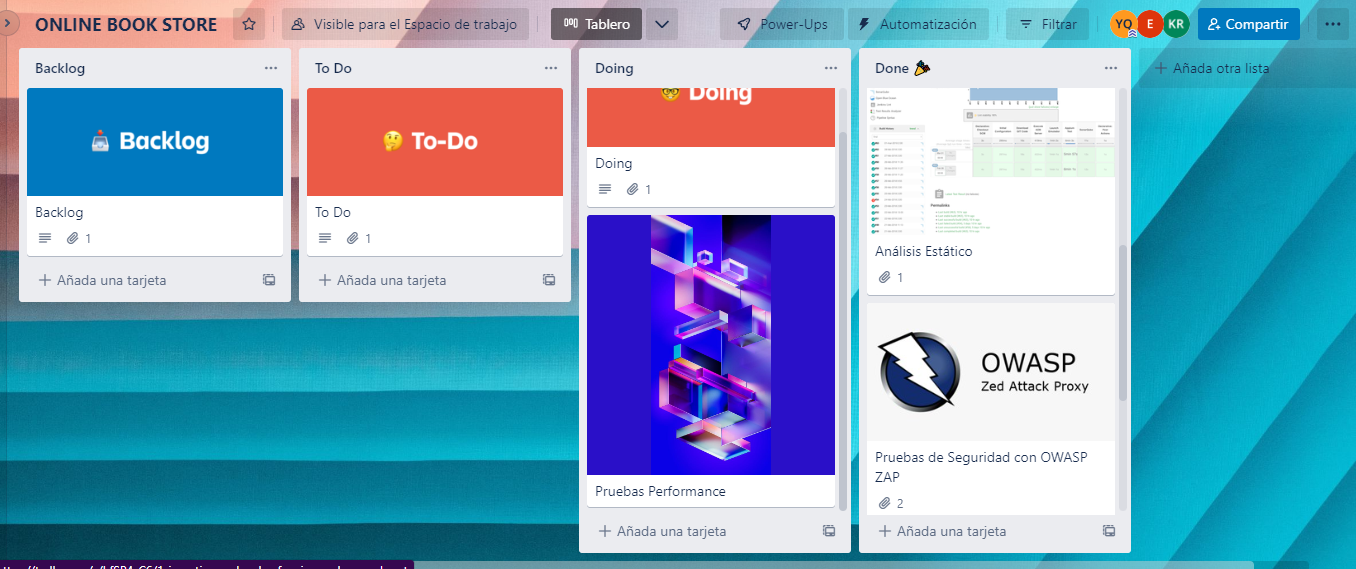 ONLINE BOOK STORE
Visible para el Espacio de trabajo
Tablero
Power-Ups
Automatización
Filtrar
YQ
E
KR
Compartir
Backlog
Backlog
Backlog
1
Añada una tarjeta
To Do
To-Do
To Do
1
Añada una tarjeta
Doing
Doing
Doing
1
Pruebas Performance
Añada una tarjeta
Done
Permalinks
Análisis Estático
1
OWASP
Zed Attack Proxy
Pruebas de Seguridad con OWASP
ZAP
2
Añada una tarjeta
Añada otra lista